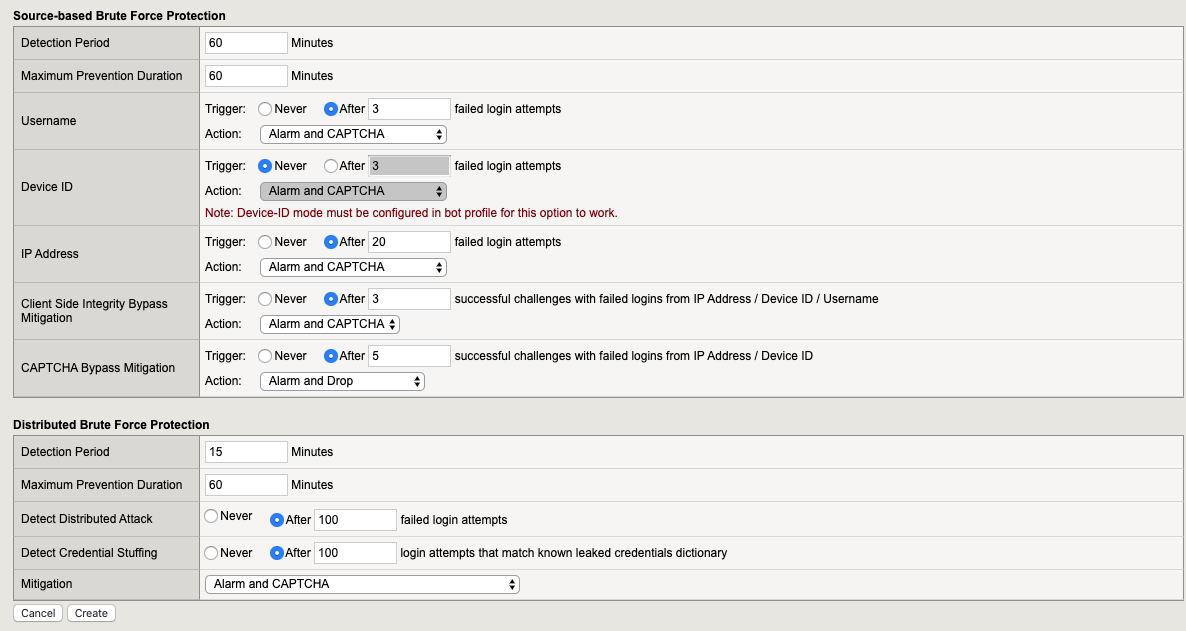 Source-based Brute Force Protection
Detection Period 60 Minutes
Maximum Prevention Duration 60 Minutes
Username
Trigger: Never After 3 failed login attempts
Action: Alarm and CAPTCHA
Device ID
Trigger: Never After 3 failed login attempts
Action: Alarm and CAPTCHA
Note: Device-ID mode must be configured in bot profile for this option to work.
IP Address
Trigger: Never After 20 failed login attempts
Action: Alarm and CAPTCHA
Client Side Integrity Bypass
Mitigation
Trigger: Never After 3 successful challenges with failed logins from IP Address / Device ID / Username
Action: Alarm and CAPTCHA
CAPTCHA Bypass Mitigation
Trigger: Never After 5 successful challenges with failed logins from IP Address / Device ID
Action: Alarm and Drop
Distributed Brute Force Protection
Detection Period 15 Minutes
Maximum Prevention Duration 60 Minutes
Detect Distributed Attack Never After 100 failed login attempts
Detect Credential Stuffing Never After 100 login attempts that match known leaked credentials dictionary
Mitigation Alarm and CAPTCHA
Cancel Create